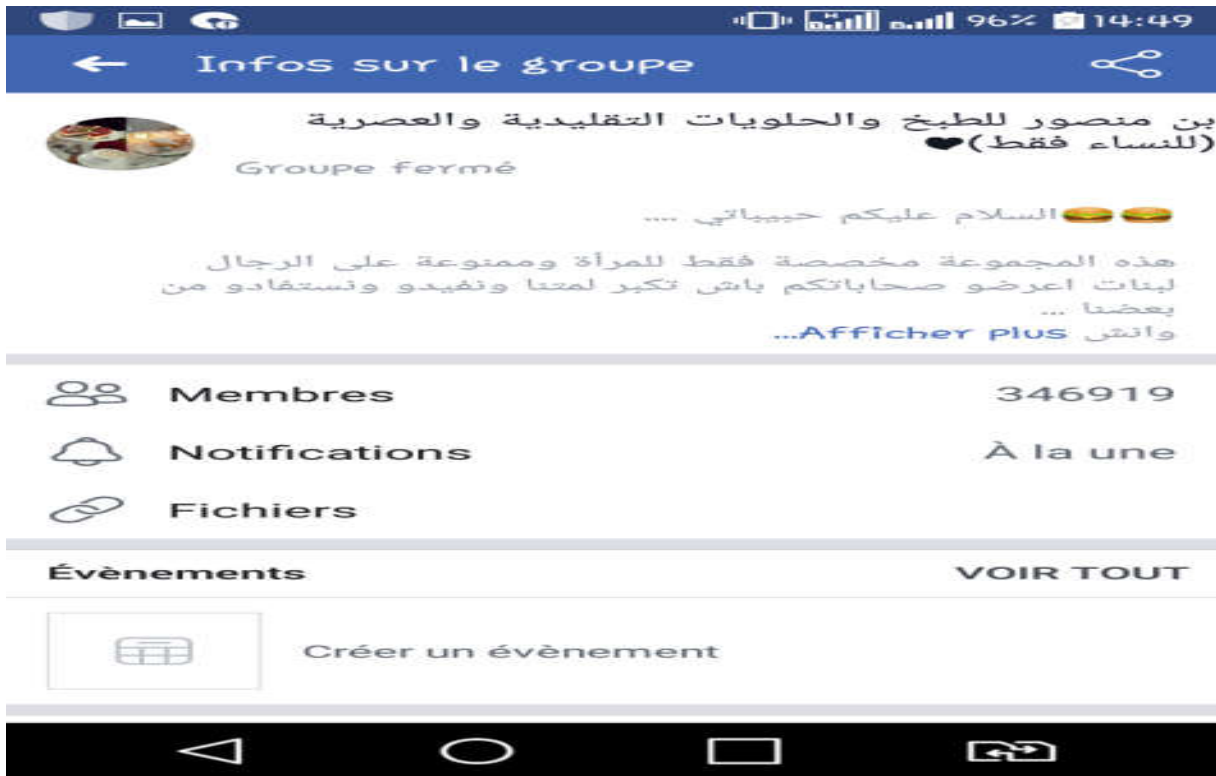 96% 14:49
Infos sur le groupe
بن منصور للطبخ والحلويات التقليدية والعصرية
(للنساء فقط)🖤
Groupe fermé
🍔🍔السلام عليكم حبيباتي ....
هذه المجموعة مخصصة فقط للمرأة وممنوعة على الرجال
لبنات اعرضو صحاباتكم باش تكبر لمتنا ونفيدو ونستفادو من
بعضنا ...
وانش Afficher plus...
Membres 346919
Notifications À la une
Fichiers
Évènements VOIR TOUT
Créer un évènement